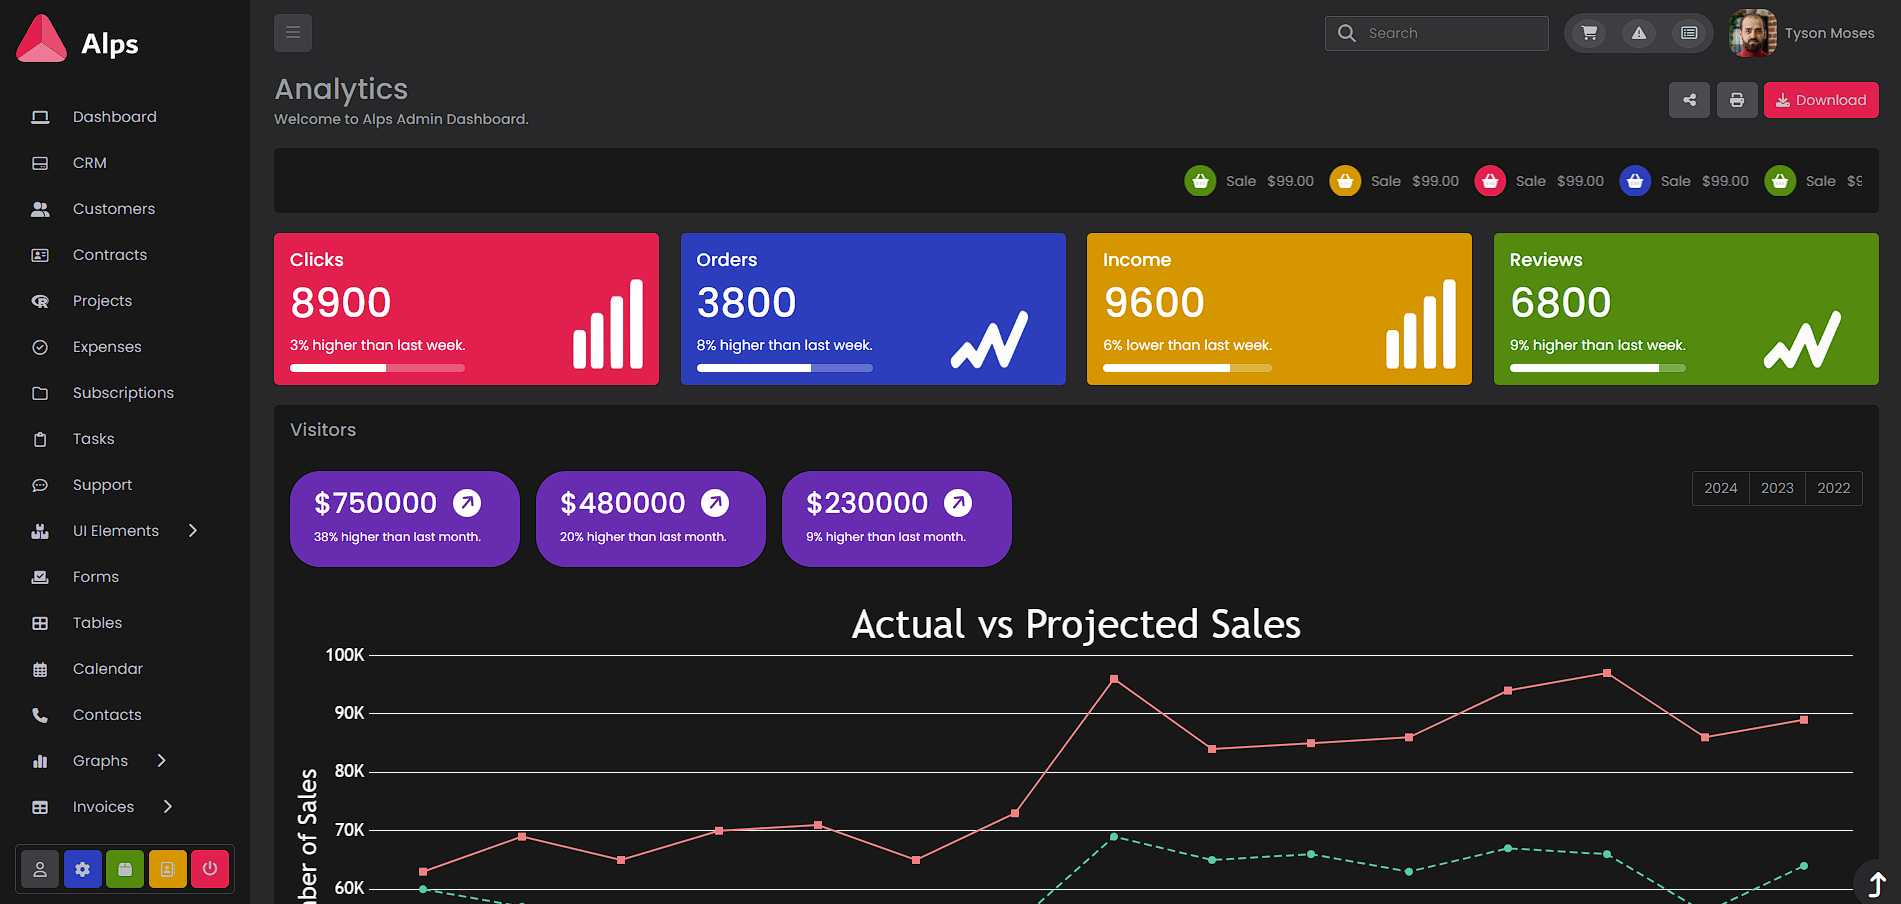 Alps
Search
Tyson Moses
Analytics
Welcome to Alps Admin Dashboard.
Download
Dashboard
CRM
Customers
Contracts
Projects
Expenses
Subscriptions
Tasks
Support
UI Elements
Forms
Tables
Calendar
Contacts
Graphs
Invoices
Sale $99.00 Sale $99.00 Sale $99.00 Sale $99.00 Sale
Clicks
8900
3% higher than last week.
Orders
3800
8% higher than last week.
Income
9600
6% lower than last week.
Reviews
6800
9% higher than last week.
Visitors
$750000
38% higher than last month.
$480000
20% higher than last month.
$230000
9% higher than last month.
2024 2023 2022
Actual vs Projected Sales
100K
90K
80K
70K
60K
of Sales